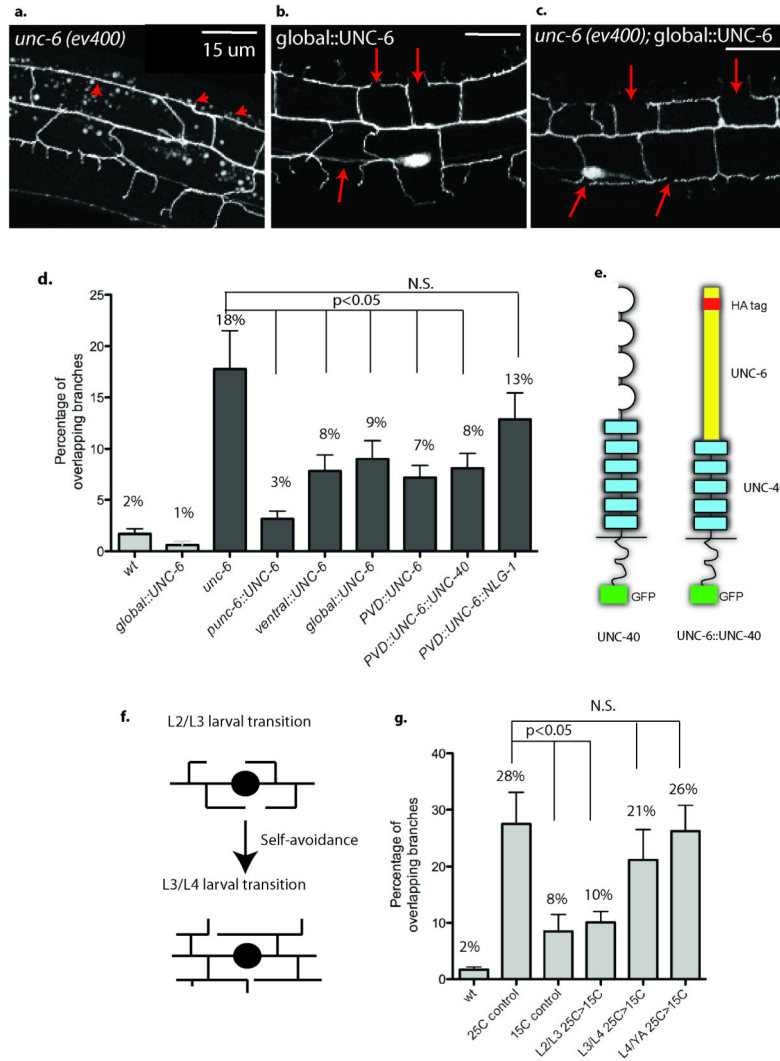 a.
unc-6 (ev400)
15 um
b.
global::UNC-6
c.
unc-6 (ev400); global::UNC-6
d.
N.S.
p<0.05
Percentage of
overlapping branches
25
20
15
10
5
0
2%
1%
18%
3%
8%
9%
7%
8%
13%
wt
global::UNC-6
unc-6
punc-6::UNC-6
ventral::UNC-6
global::UNC-6
PVD::UNC-6
PVD::UNC-6::UNC-40
PVD::UNC-6::NLG-1
e.
HA tag
UNC-6
UNC-40
GFP
GFP
UNC-40
UNC-6::UNC-40
f.
L2/L3 larval transition
Self-avoidance
L3/L4 larval transition
g.
N.S.
p<0.05
Percentage of
overlapping branches
40
30
20
10
0
2%
28%
8%
10%
21%
26%
wt
25C control
15C control
L2/L3 25C>15C
L3/L4 25C>15C
L4/YA 25C>15C